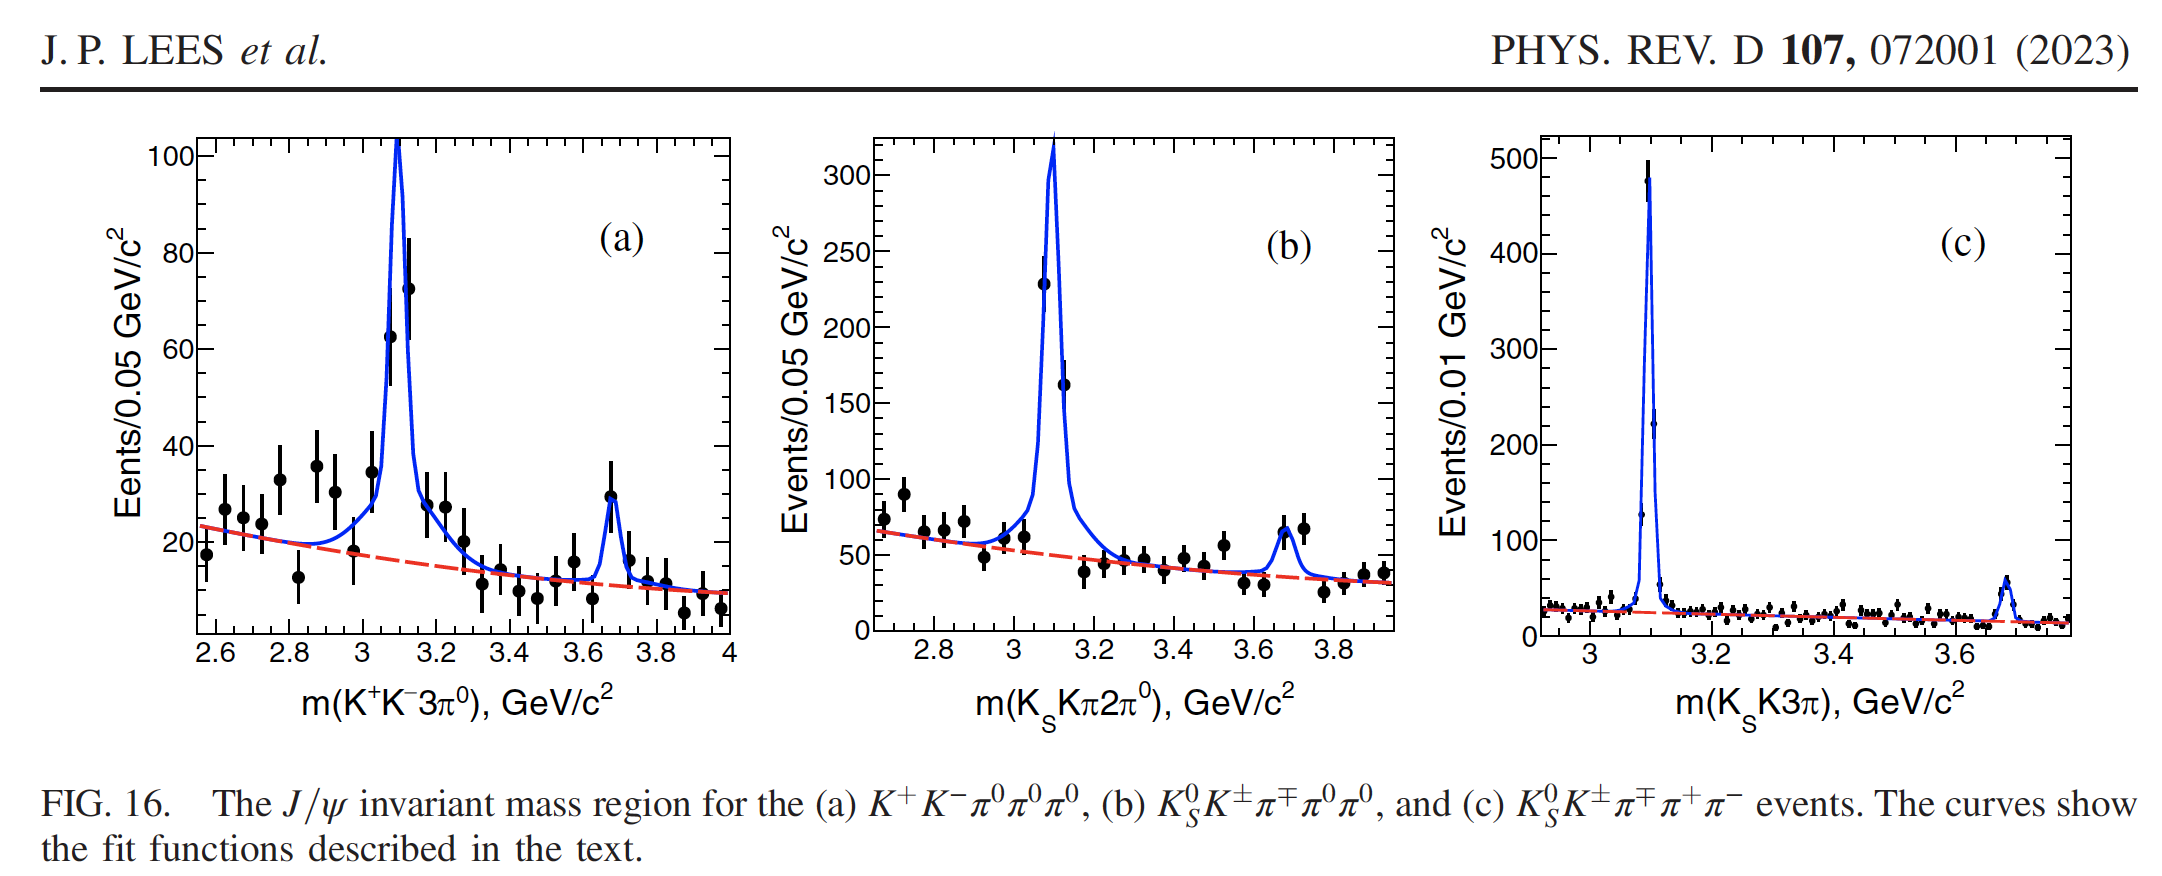 J. P. LEES et al.
PHYS. REV. D 107, 072001 (2023)
Eents/0.05 GeV/c²
100
80
60
40
20
(a)
2.6 2.8 3 3.2 3.4 3.6 3.8 4
m(K⁺K⁻3π⁰), GeV/c²
Events/0.05 GeV/c²
300
250
200
150
100
50
0
(b)
2.8 3 3.2 3.4 3.6 3.8
m(K_SKπ2π⁰), GeV/c²
Events/0.01 GeV/c²
500
400
300
200
100
0
(c)
3 3.2 3.4 3.6
m(K_SK3π), GeV/c²
FIG. 16. The J/ψ invariant mass region for the (a) K⁺K⁻π⁰π⁰π⁰, (b) K⁰_SK^±π^∓π⁰π⁰, and (c) K⁰_SK^±π^∓π⁺π⁻ events. The curves show
the fit functions described in the text.